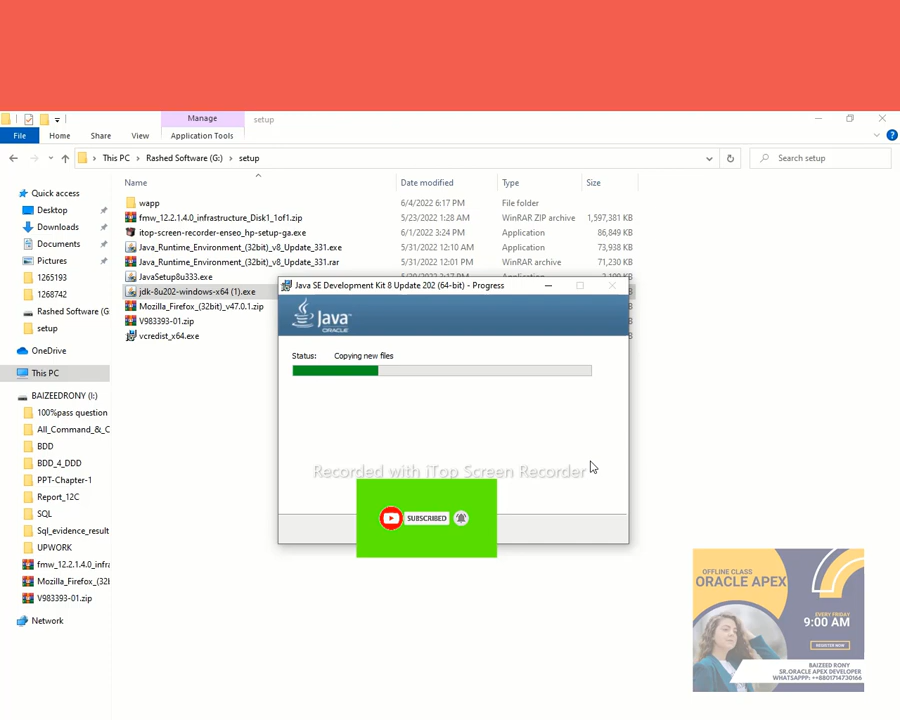 Manage
setup
File
Home
Share
View
Application Tools
This PC
Rashed Software (G:)
setup
Search setup
Name
Date modified
Type
Size
wapp
6/4/2022 6:17 PM
File folder
fmw_12.2.1.4.0_infrastructure_Disk1_1of1.zip
5/23/2022 1:28 AM
WinRAR ZIP archive
1,597,381 KB
itop-screen-recorder-enseo_hp-setup-ga.exe
6/1/2022 3:24 PM
Application
86,849 KB
Java_Runtime_Environment_(32bit)_v8_Update_331.exe
5/31/2022 12:10 AM
Application
73,938 KB
Java_Runtime_Environment_(32bit)_v8_Update_331.rar
5/31/2022 12:01 PM
WinRAR archive
71,230 KB
JavaSetup8u333.exe
Application
jdk-8u202-windows-x64 (1).exe
Mozilla_Firefox_(32bit)_v47.0.1.zip
V983393-01.zip
vcredist_x64.exe
Quick access
Desktop
Downloads
Documents
Pictures
1265193
1268742
Rashed Software (G
setup
OneDrive
This PC
BAIZEEDRONY (I:)
100%pass question
All_Command_&_C
BDD
BDD_4_DDD
PPT-Chapter-1
Report_12C
SQL
Sql_evidence_result
UPWORK
fmw_12.2.1.4.0_infra
Mozilla_Firefox_(32l
V983393-01.zip
Network
Java SE Development Kit 8 Update 202 (64-bit) - Progress
Java
ORACLE
Status: Copying new files
Recorded with iTop Screen Recorder
SUBSCRIBED
OFFLINE CLASS
ORACLE APEX
EVERY FRIDAY
9:00 AM
REGISTER NOW
BAIZEED RONY
SR.ORACLE APEX DEVELOPER
WHATSAPPP: ++8801714730166